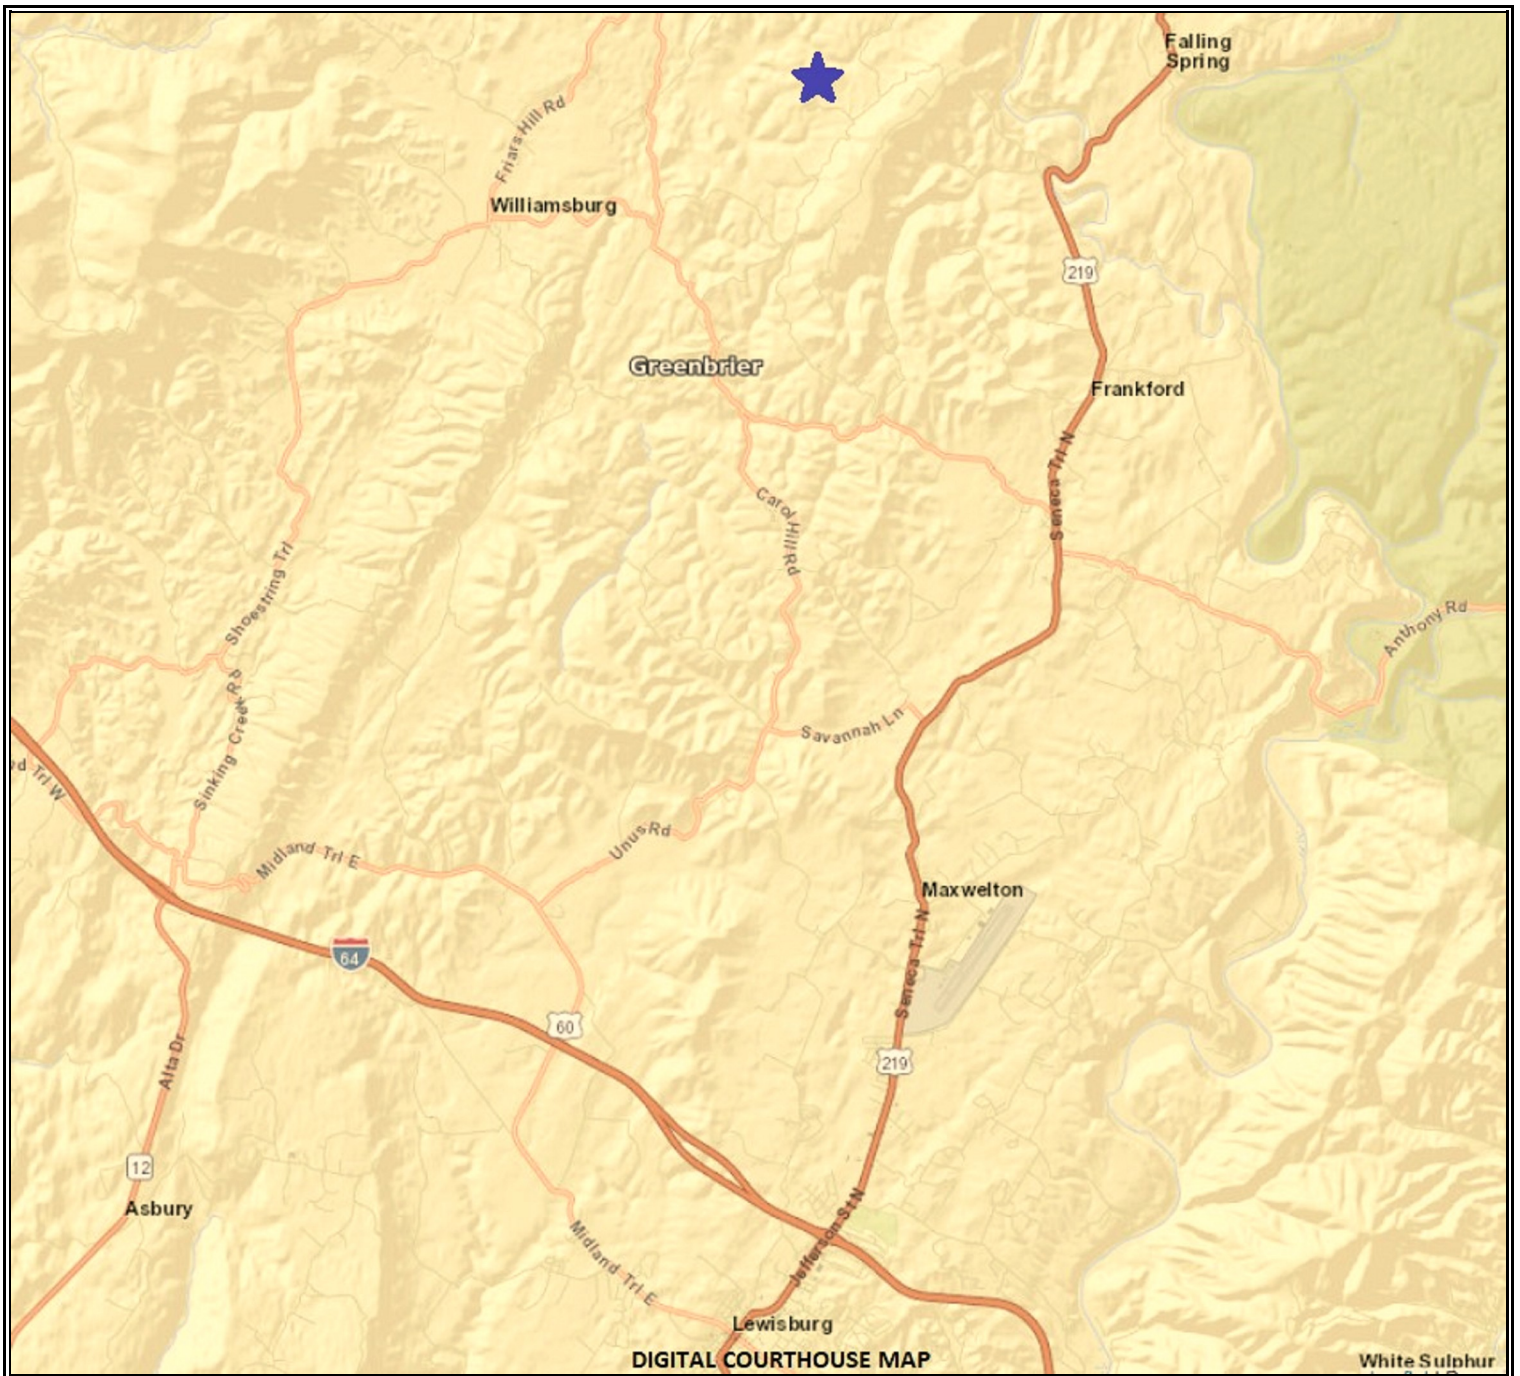 Falling
Spring
Friars Hill Rd
Williamsburg
219
Greenbrier
Frankford
Seneca Trl N
Carol Hill Rd
Shoestring Trl
Anthony Rd
Sinking Creek Rd
Savannah Ln
Trl W
Unus Rd
Midland Trl E
Maxwelton
Seneca Trl N
64
60
219
Alta Dr
12
Asbury
Jefferson St N
Midland Trl E
Lewisburg
DIGITAL COURTHOUSE MAP
White Sulphur